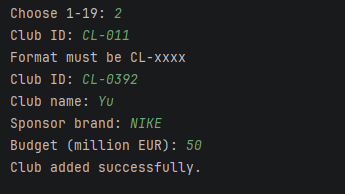 Choose 1-19: 2
Club ID: CL-011
Format must be CL-xxxx
Club ID: CL-0392
Club name: Yu
Sponsor brand: NIKE
Budget (million EUR): 50
Club added successfully.